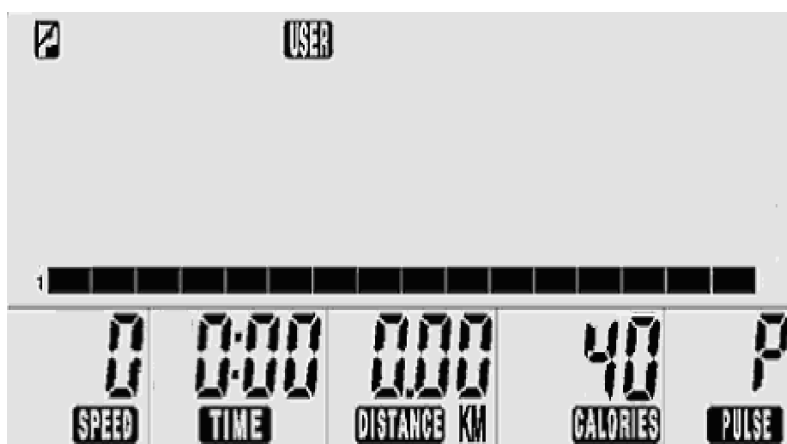 P USER
1
0 0:00 0.00 40 P
SPEED TIME DISTANCE KM CALORIES PULSE